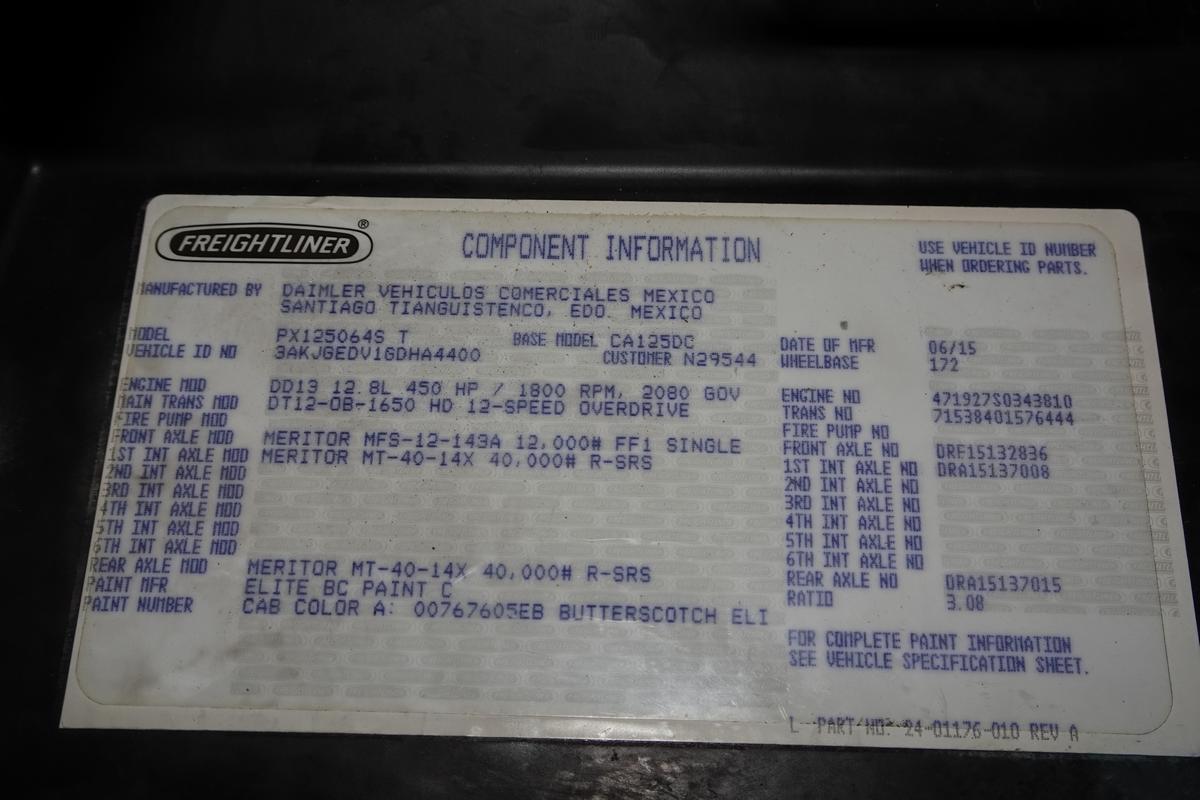 FREIGHTLINER ®
COMPONENT INFORMATION
USE VEHICLE ID NUMBER
WHEN ORDERING PARTS.
MANUFACTURED BY DAIMLER VEHICULOS COMERCIALES MEXICO
SANTIAGO TIANGUISTENCO, EDO. MEXICO
MODEL PX125064S T BASE MODEL CA125DC DATE OF MFR 06/15
VEHICLE ID NO 3AKJGEDV1GDHA4400 CUSTOMER N29544 WHEELBASE 172
ENGINE MOD DD13 12.8L 450 HP / 1800 RPM, 2080 GOV ENGINE NO 471927S0343810
MAIN TRANS MOD DT12-OB-1650 HD 12-SPEED OVERDRIVE TRANS NO 71538401576444
FIRE PUMP MOD FIRE PUMP NO
FRONT AXLE MOD MERITOR MFS-12-143A 12,000# FF1 SINGLE FRONT AXLE NO DRF15132836
1ST INT AXLE MOD MERITOR MT-40-14X 40,000# R-SRS 1ST INT AXLE NO DRA15137008
2ND INT AXLE MOD 2ND INT AXLE NO
3RD INT AXLE MOD 3RD INT AXLE NO
4TH INT AXLE MOD 4TH INT AXLE NO
5TH INT AXLE MOD 5TH INT AXLE NO
6TH INT AXLE MOD 6TH INT AXLE NO
REAR AXLE MOD MERITOR MT-40-14X 40,000# R-SRS REAR AXLE NO DRA15137015
PAINT MFR ELITE BC PAINT C RATIO 3.08
PAINT NUMBER CAB COLOR A: 00767605EB BUTTERSCOTCH ELI
FOR COMPLETE PAINT INFORMATION
SEE VEHICLE SPECIFICATION SHEET.
L PART NO: 24-01176-010 REV A